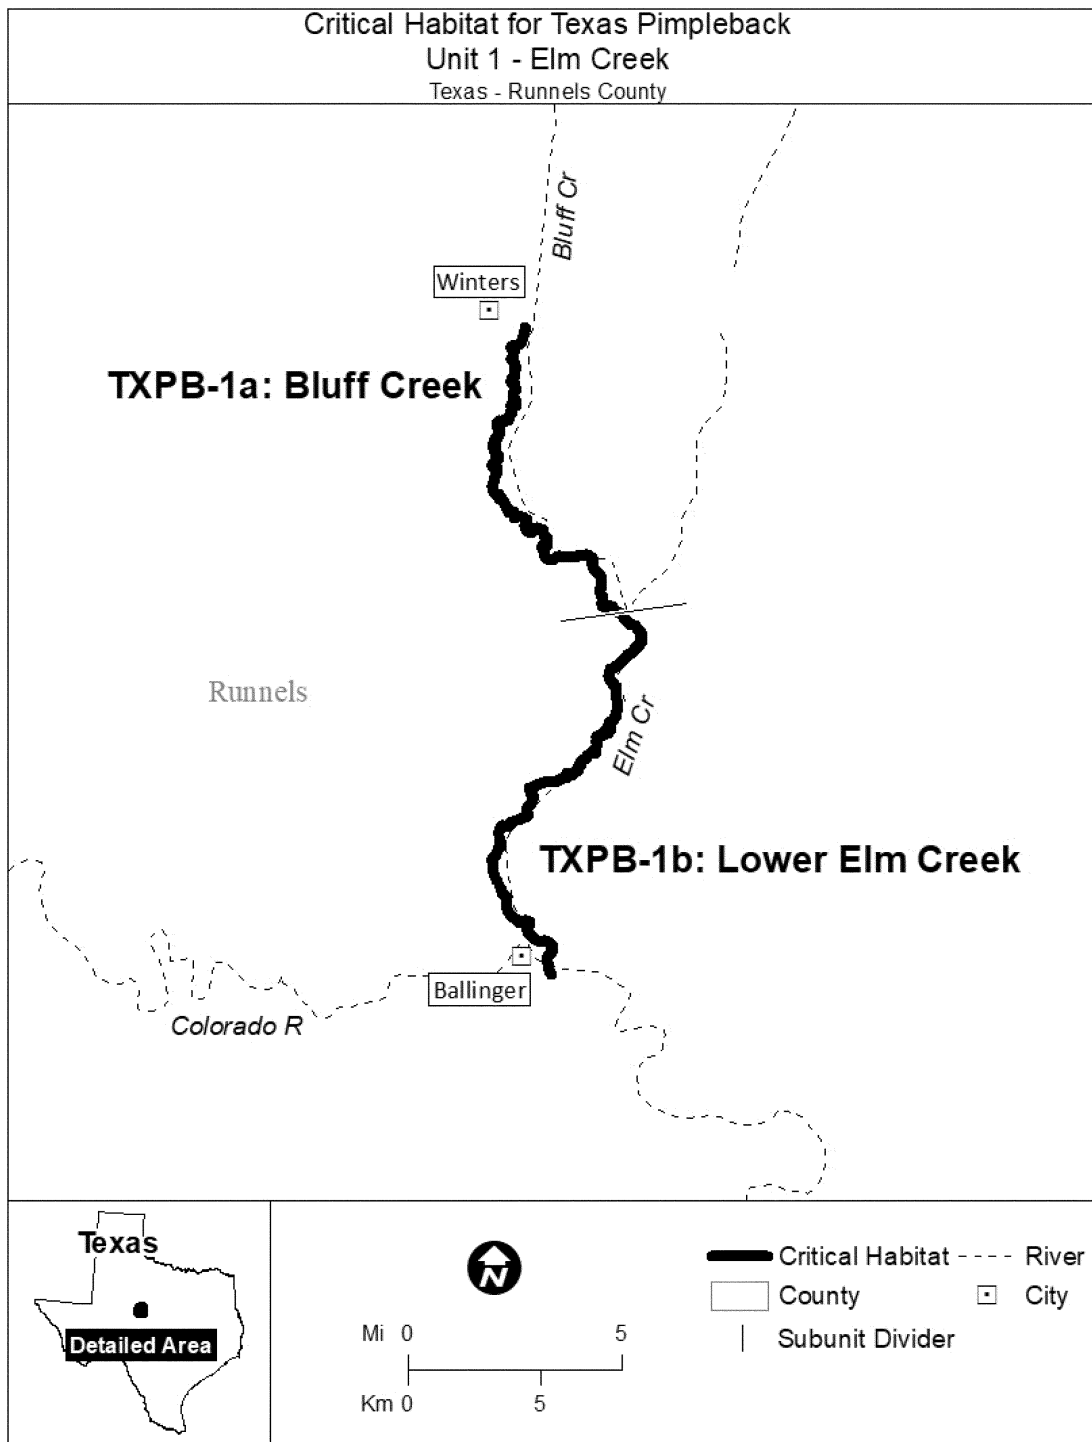 Critical Habitat for Texas Pimpleback
Unit 1 - Elm Creek
Texas - Runnels County
Bluff Cr
Winters
TXPB-1a: Bluff Creek
Runnels
Elm Cr
TXPB-1b: Lower Elm Creek
Ballinger
Colorado R
Texas
Detailed Area
N
Mi 0 5
Km 0 5
Critical Habitat
River
County
City
Subunit Divider